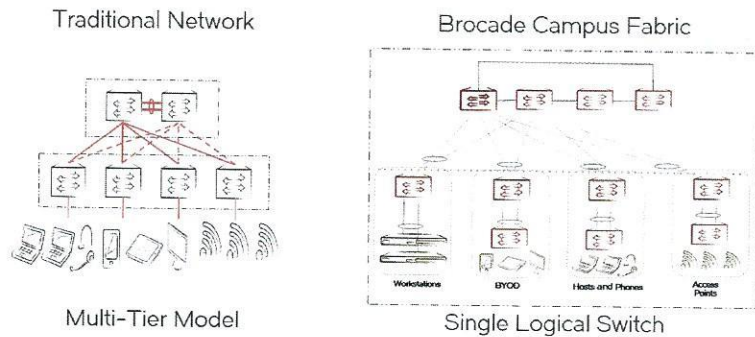 Traditional Network
Brocade Campus Fabric
Workstations
BYOD
Hosts and Phones
Access
Points
Multi-Tier Model
Single Logical Switch